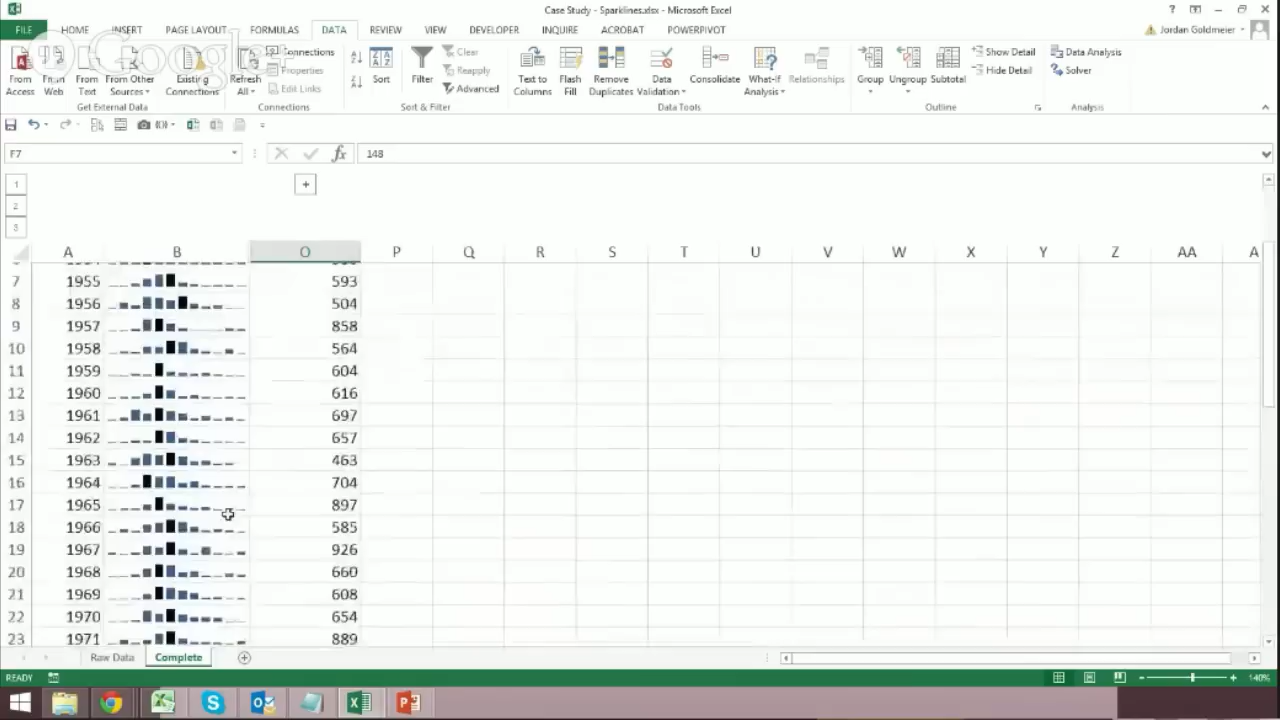 Case Study - Sparklines.xlsx - Microsoft Excel
FILE HOME INSERT PAGE LAYOUT FORMULAS DATA REVIEW VIEW DEVELOPER INQUIRE ACROBAT POWERPIVOT Jordan Goldmeier
Google+
From Access
From Web
From Text
From Other Sources
Existing Connections
Refresh All
Connections
Properties
Edit Links
Sort
Filter
Clear
Reapply
Advanced
Text to Columns
Flash Fill
Remove Duplicates
Data Validation
Consolidate
What-If Analysis
Relationships
Group
Ungroup
Subtotal
Show Detail
Hide Detail
Data Analysis
Solver
Get External Data Connections Sort & Filter Data Tools Outline Analysis
F7 fx 148
1
2
3
A B O P Q R S T U V W X Y Z AA A
7 1955 593
8 1956 504
9 1957 858
10 1958 564
11 1959 604
12 1960 616
13 1961 697
14 1962 657
15 1963 463
16 1964 704
17 1965 897
18 1966 585
19 1967 926
20 1968 660
21 1969 608
22 1970 654
23 1971 889
Raw Data Complete
READY 140%